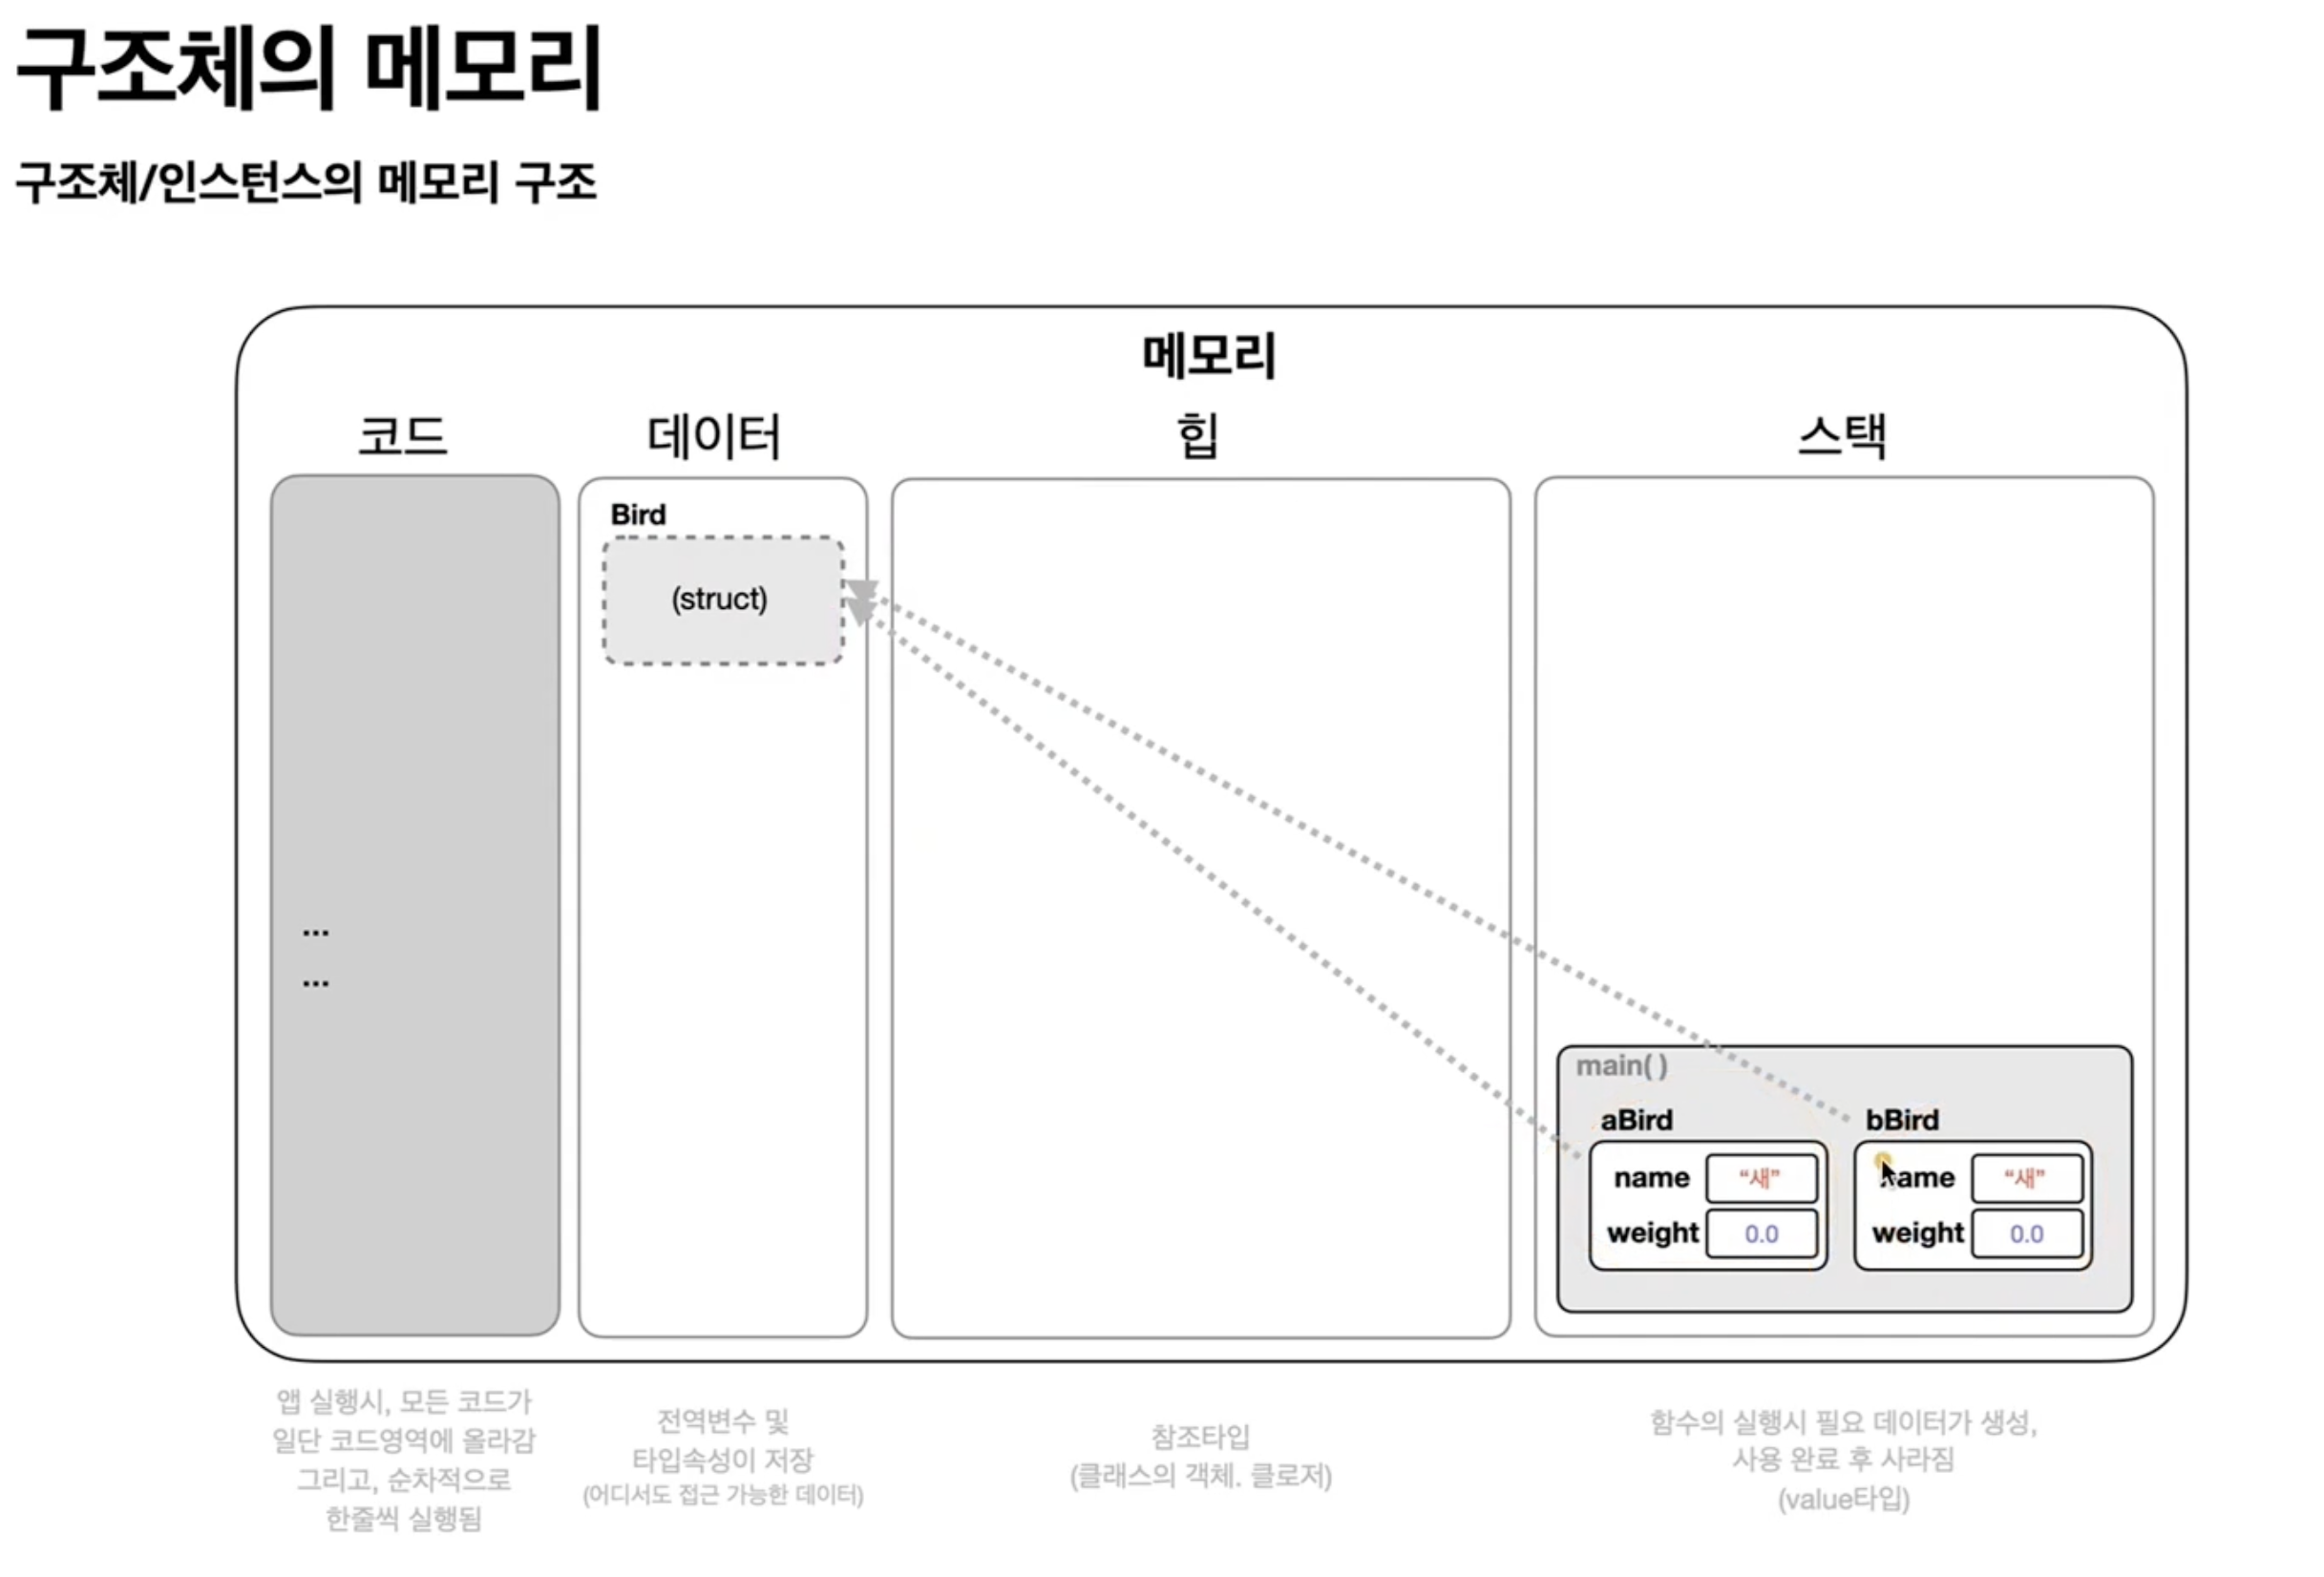 구조체의 메모리
구조체/인스턴스의 메모리 구조
메모리
코드
데이터
힙
스택
Bird
(struct)
...
...
main( )
aBird
bBird
name “새”
name “새”
weight 0.0
weight 0.0
앱 실행시, 모든 코드가
일단 코드영역에 올라감
그리고, 순차적으로
한줄씩 실행됨
전역변수 및
타입속성이 저장
(어디서도 접근 가능한 데이터)
참조타입
(클래스의 객체. 클로저)
함수의 실행시 필요 데이터가 생성,
사용 완료 후 사라짐
(value타입)